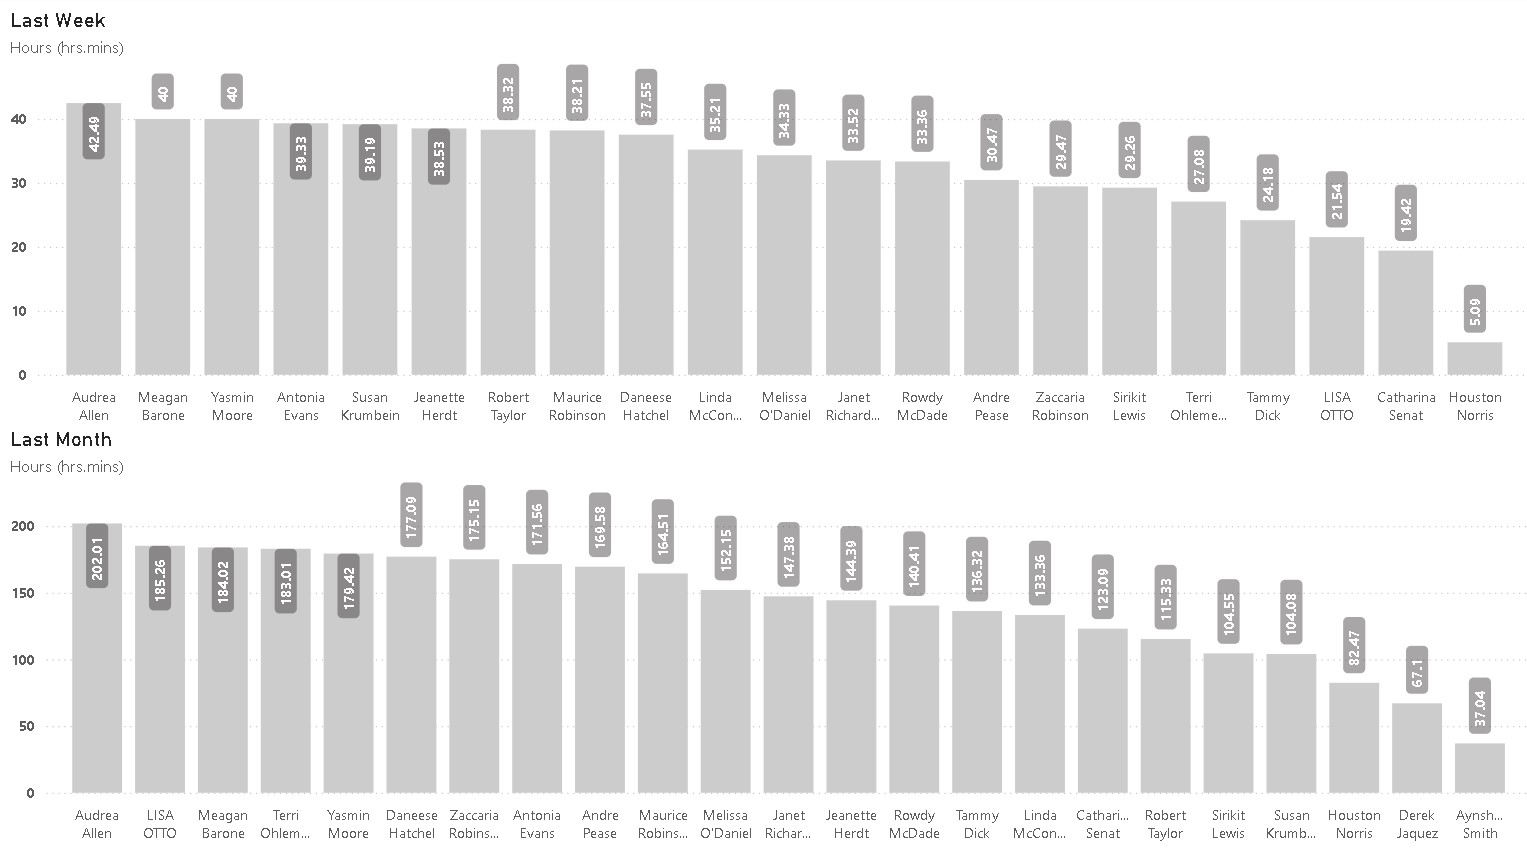 Last Week
Hours (hrs.mins)
42.49 40 40 39.33 39.19 38.53 38.32 38.21 37.55 35.21 34.33 33.52 33.36 30.47 29.47 29.26 27.08 24.18 21.54 19.42 5.09
40
30
20
10
0
Audrea Meagan Yasmin Antonia Susan Jeanette Robert Maurice Daneese Linda Melissa Janet Rowdy Andre Zaccaria Sirikit Terri Tammy LISA Catharina Houston
Allen Barone Moore Evans Krumbein Herdt Taylor Robinson Hatchel McCon... O'Daniel Richard... McDade Pease Robinson Lewis Ohleme... Dick OTTO Senat Norris
Last Month
Hours (hrs.mins)
202.01 185.26 184.02 183.01 179.42 177.09 175.15 171.56 169.58 164.51 152.15 147.38 144.39 140.41 136.32 133.36 123.09 115.33 104.55 104.08 82.47 67.1 37.04
200
150
100
50
0
Audrea LISA Meagan Terri Yasmin Daneese Zaccaria Antonia Andre Maurice Melissa Janet Jeanette Rowdy Tammy Linda Cathari... Robert Sirikit Susan Houston Derek Aynsh...
Allen OTTO Barone Ohlem... Moore Hatchel Robins... Evans Pease Robins... O'Daniel Richar... Herdt McDade Dick McCon... Senat Taylor Lewis Krumb... Norris Jaquez Smith